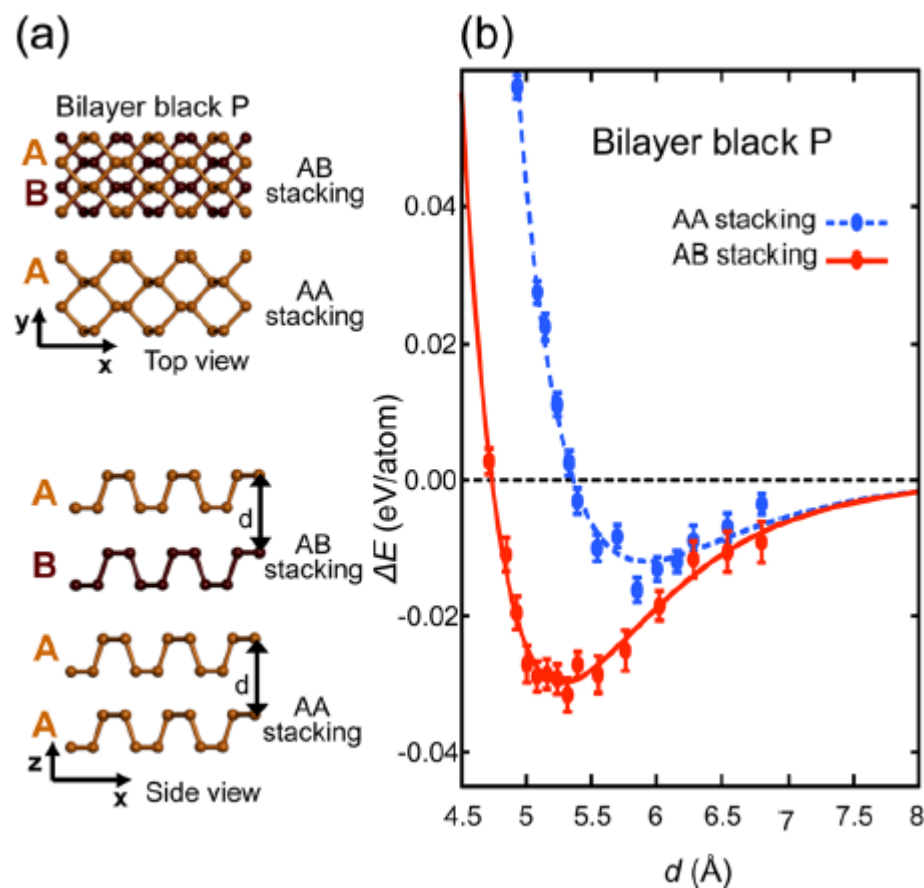 (a)
Bilayer black P
A
B
AB
stacking
A
AA
stacking
y
x
Top view
A
d
B
AB
stacking
A
d
A
AA
stacking
z
x
Side view
(b)
Bilayer black P
AA stacking
AB stacking
0.04
0.02
0.00
-0.02
-0.04
ΔE (eV/atom)
4.5 5 5.5 6 6.5 7 7.5 8
d (Å)